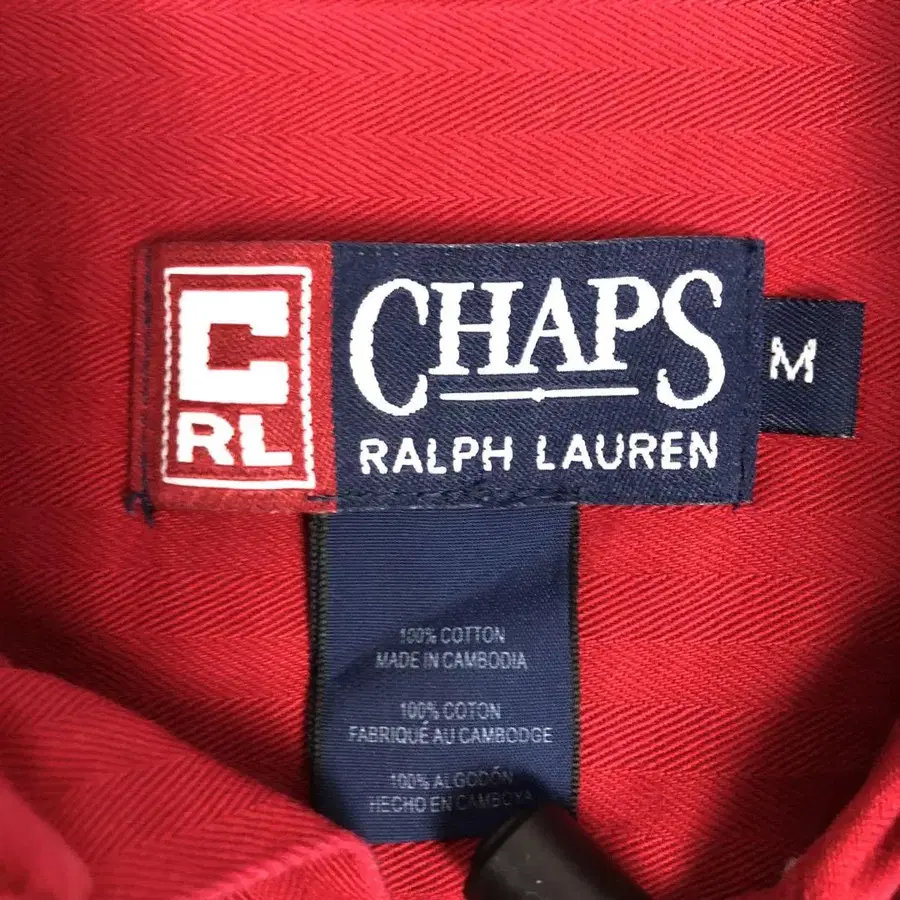 C
RL
CHAPS
RALPH LAUREN
M
100% COTTON
MADE IN CAMBODIA
100% COTON
FABRIQUÉ AU CAMBODGE
100% ALGODÓN
HECHO EN CAMBOYA